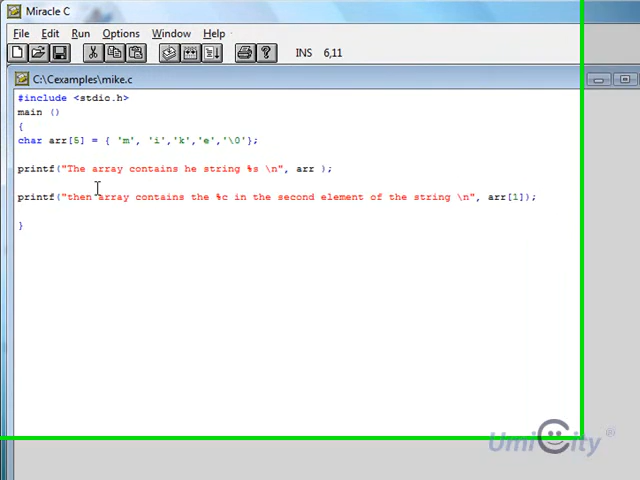 Miracle C
File Edit Run Options Window Help
INS 6,11
C:\Cexamples\mike.c
#include <stdio.h>
main ()
{
char arr[5] = { 'm', 'i','k','e','\0'};
printf("The array contains he string %s \n", arr );
printf("then array contains the %c in the second element of the string \n", arr[1]);
}
UmiCity ®